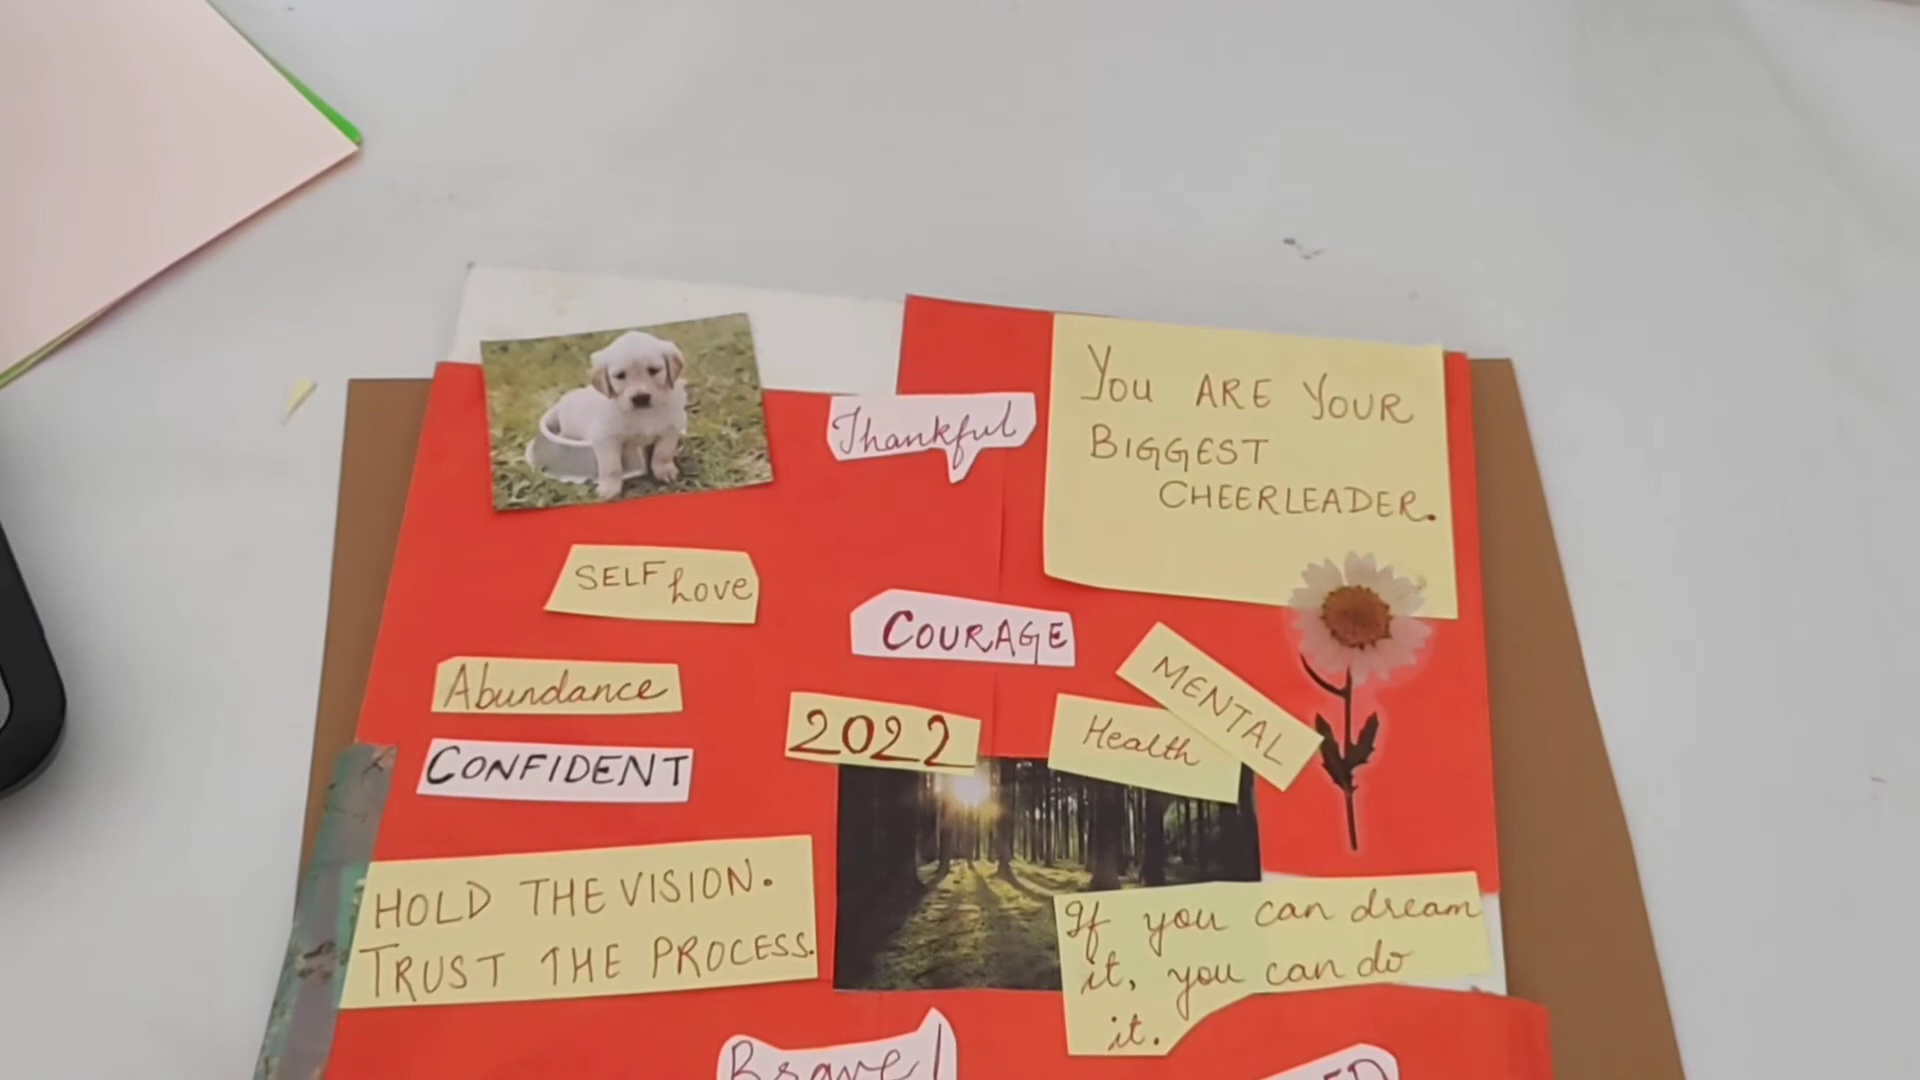 Thankful
You ARE YOUR
BIGGEST
CHEERLEADER.
SELF Love
COURAGE
Abundance
MENTAL
Health
2022
CONFIDENT
HOLD THE VISION.
TRUST THE PROCESS.
If you can dream
it, you can do
it.
Brave!